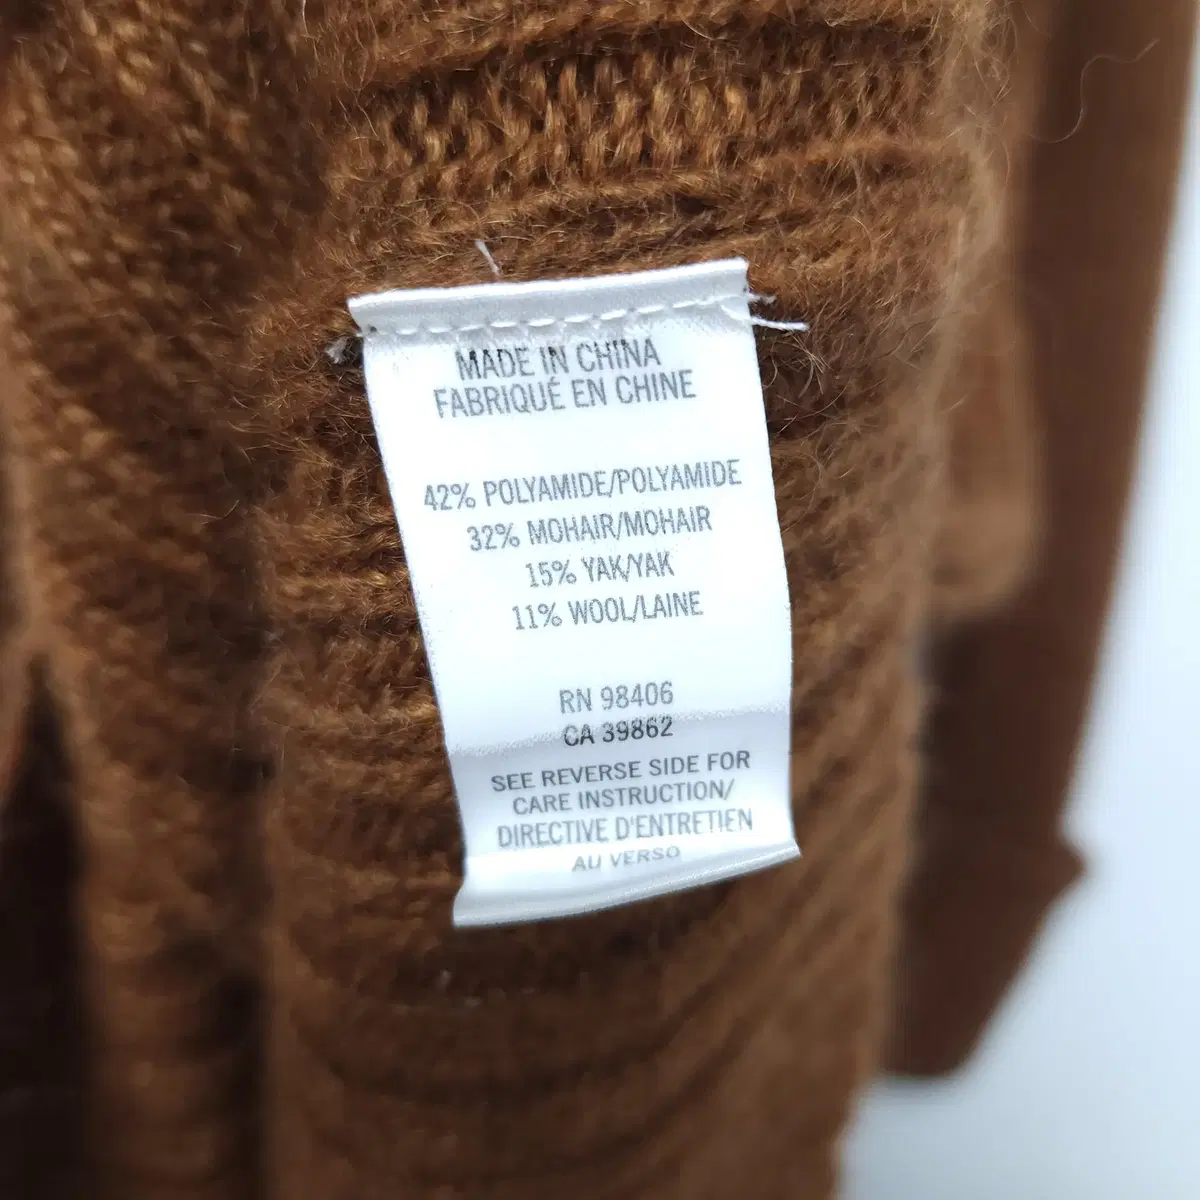 MADE IN CHINA
FABRIQUÉ EN CHINE
42% POLYAMIDE/POLYAMIDE
32% MOHAIR/MOHAIR
15% YAK/YAK
11% WOOL/LAINE
RN 98406
CA 39862
SEE REVERSE SIDE FOR
CARE INSTRUCTION/
DIRECTIVE D'ENTRETIEN
AU VERSO